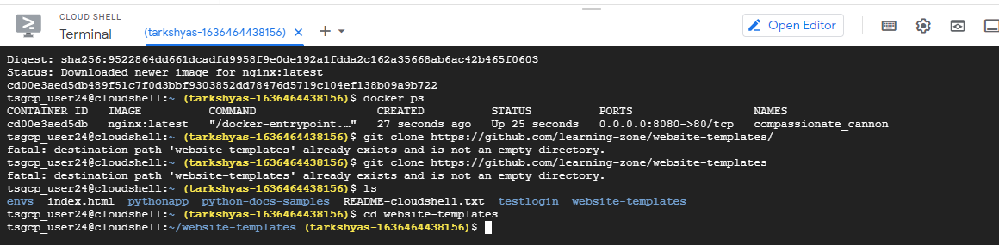 CLOUD SHELL
Terminal
(tarkshyas-1636464438156)
Open Editor
Digest: sha256:9522864dd661dcadfd9958f9e0de192a1fdda2c162a35668ab6ac42b465f0603
Status: Downloaded newer image for nginx:latest
cd00e3aed5db489f51c7f0d3bbf9303852dd78476d5719c104ef138b09a9b722
tsgcp_user24@cloudshell:~ (tarkshyas-1636464438156)$ docker ps
CONTAINER ID IMAGE COMMAND CREATED STATUS PORTS NAMES
cd00e3aed5db nginx:latest "/docker-entrypoint.…" 27 seconds ago Up 25 seconds 0.0.0.0:8080->80/tcp compassionate_cannon
tsgcp_user24@cloudshell:~ (tarkshyas-1636464438156)$ git clone https://github.com/learning-zone/website-templates/
fatal: destination path 'website-templates' already exists and is not an empty directory.
tsgcp_user24@cloudshell:~ (tarkshyas-1636464438156)$ git clone https://github.com/learning-zone/website-templates
fatal: destination path 'website-templates' already exists and is not an empty directory.
tsgcp_user24@cloudshell:~ (tarkshyas-1636464438156)$ ls
envs index.html pythonapp python-docs-samples README-cloudshell.txt testlogin website-templates
tsgcp_user24@cloudshell:~ (tarkshyas-1636464438156)$ cd website-templates
tsgcp_user24@cloudshell:~/website-templates (tarkshyas-1636464438156)$